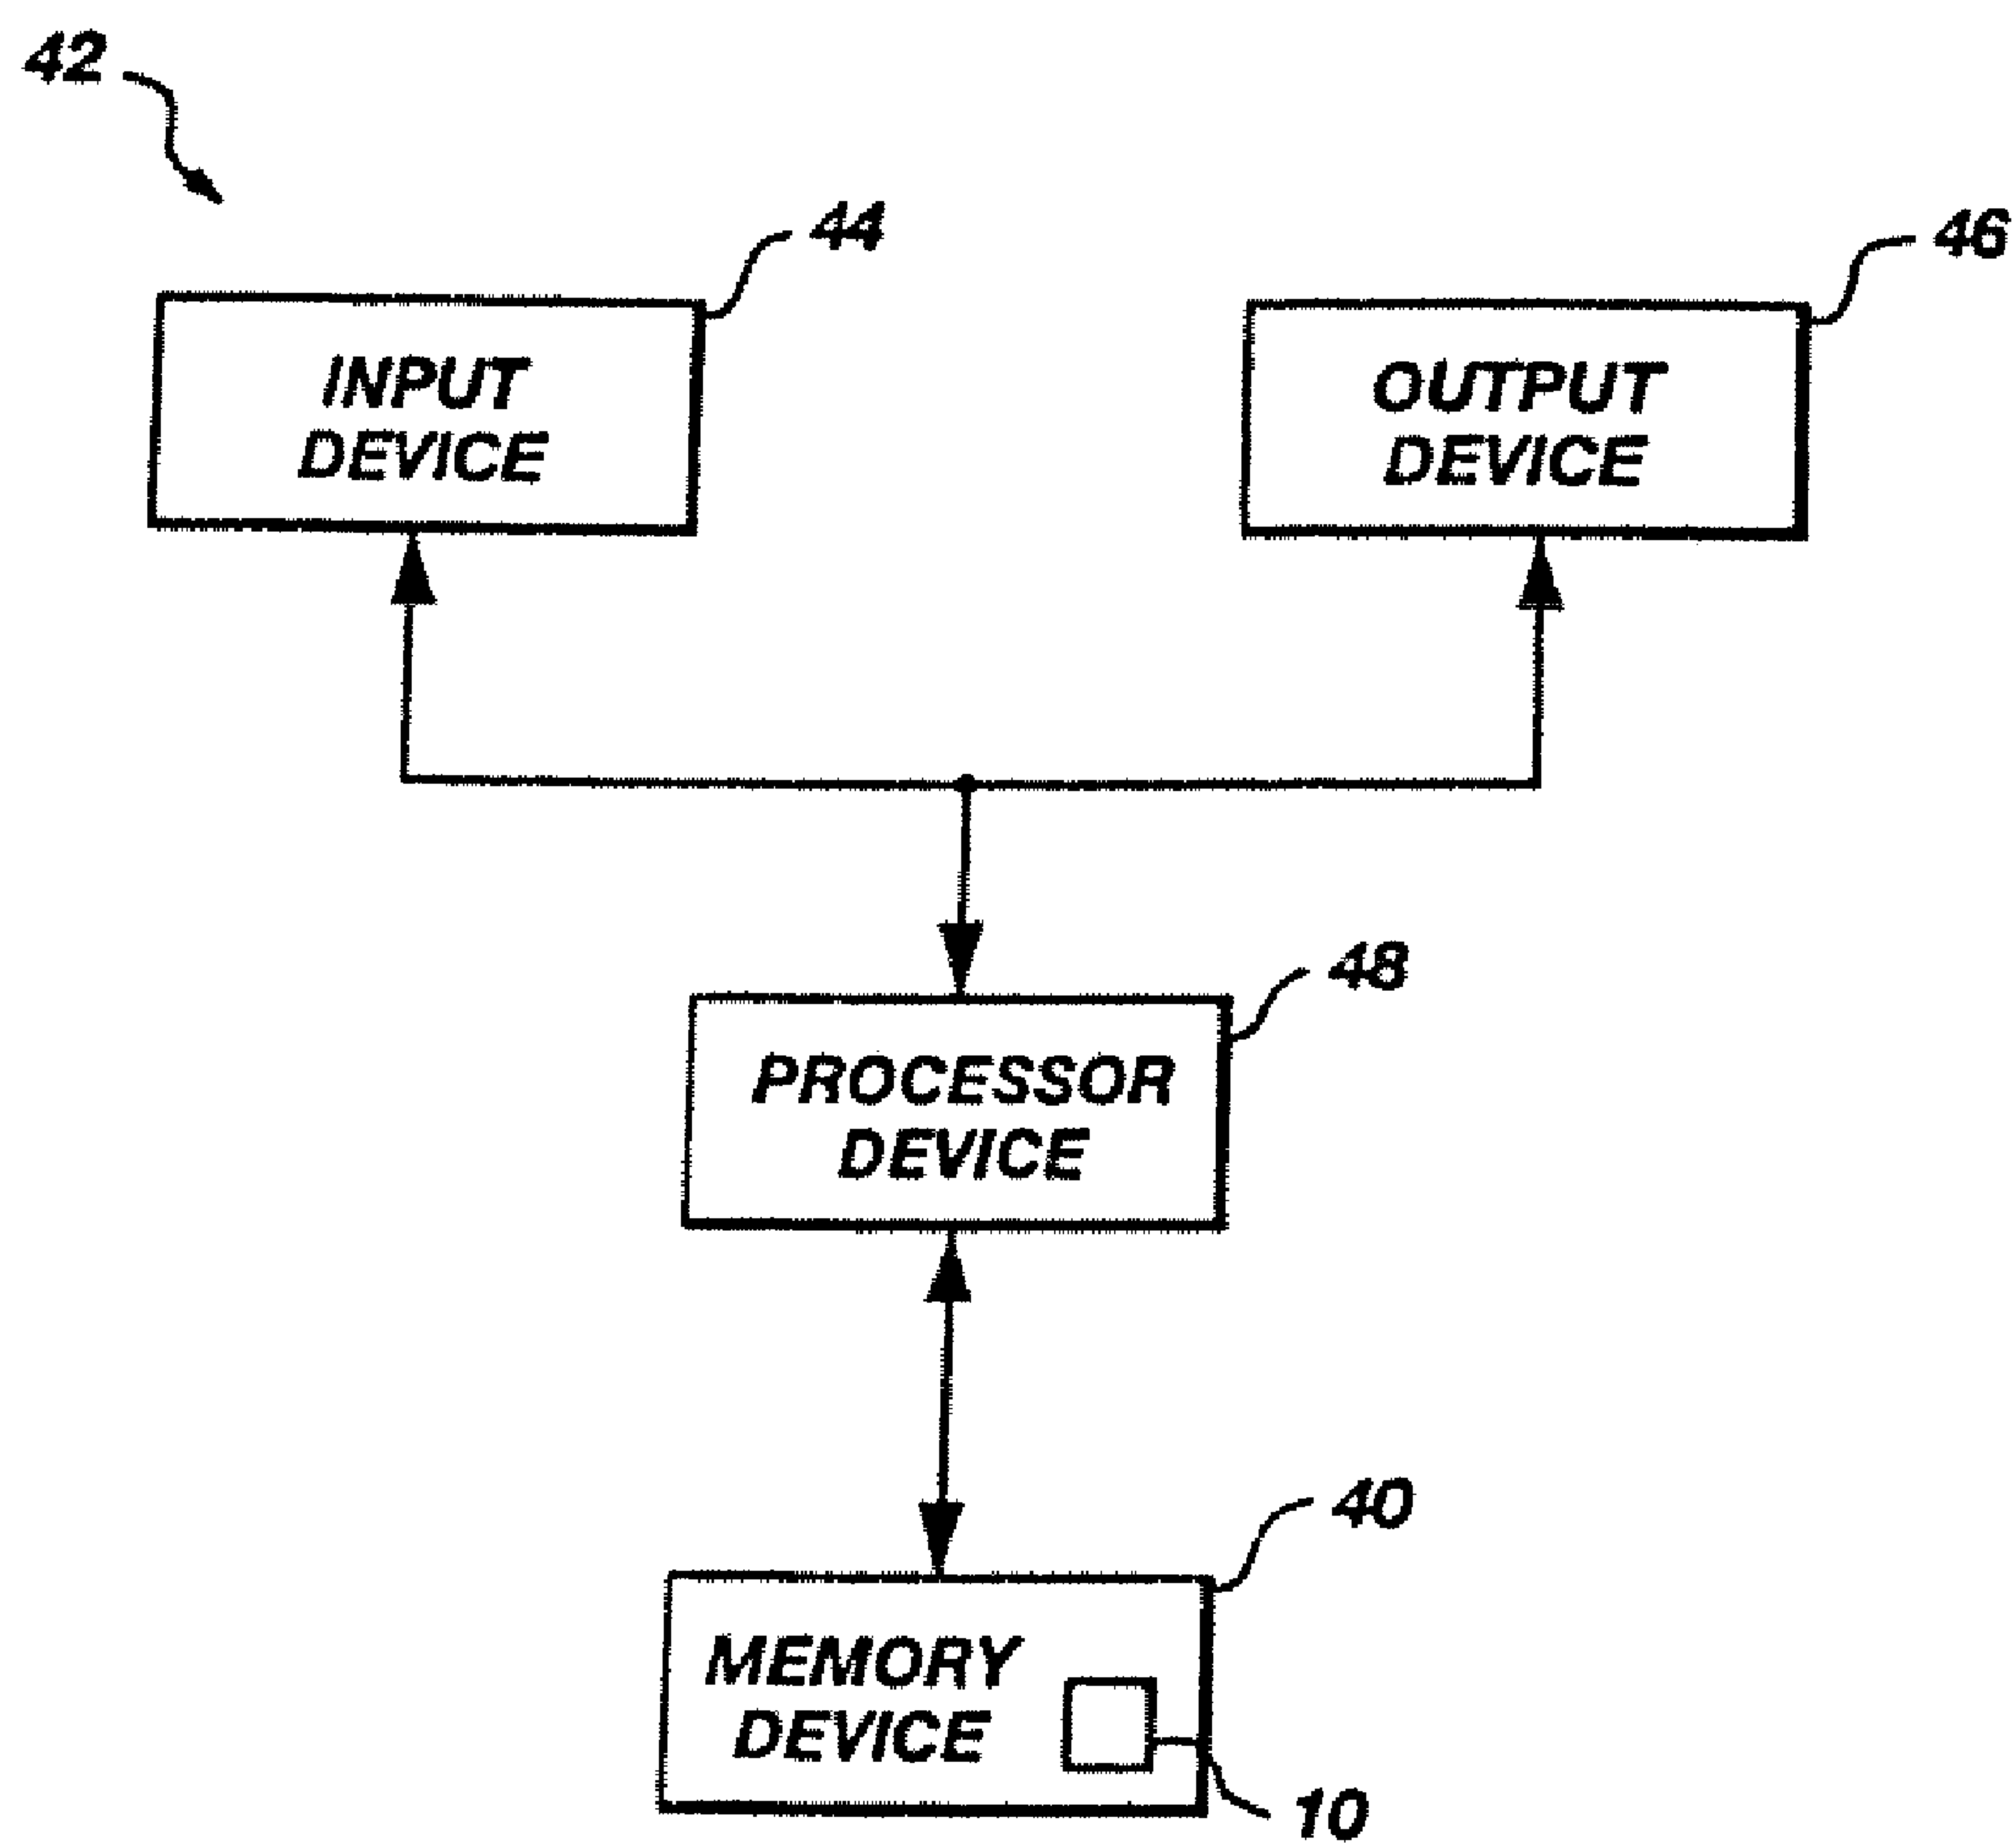 42
44
46
INPUT
DEVICE
OUTPUT
DEVICE
48
PROCESSOR
DEVICE
40
MEMORY
DEVICE
10